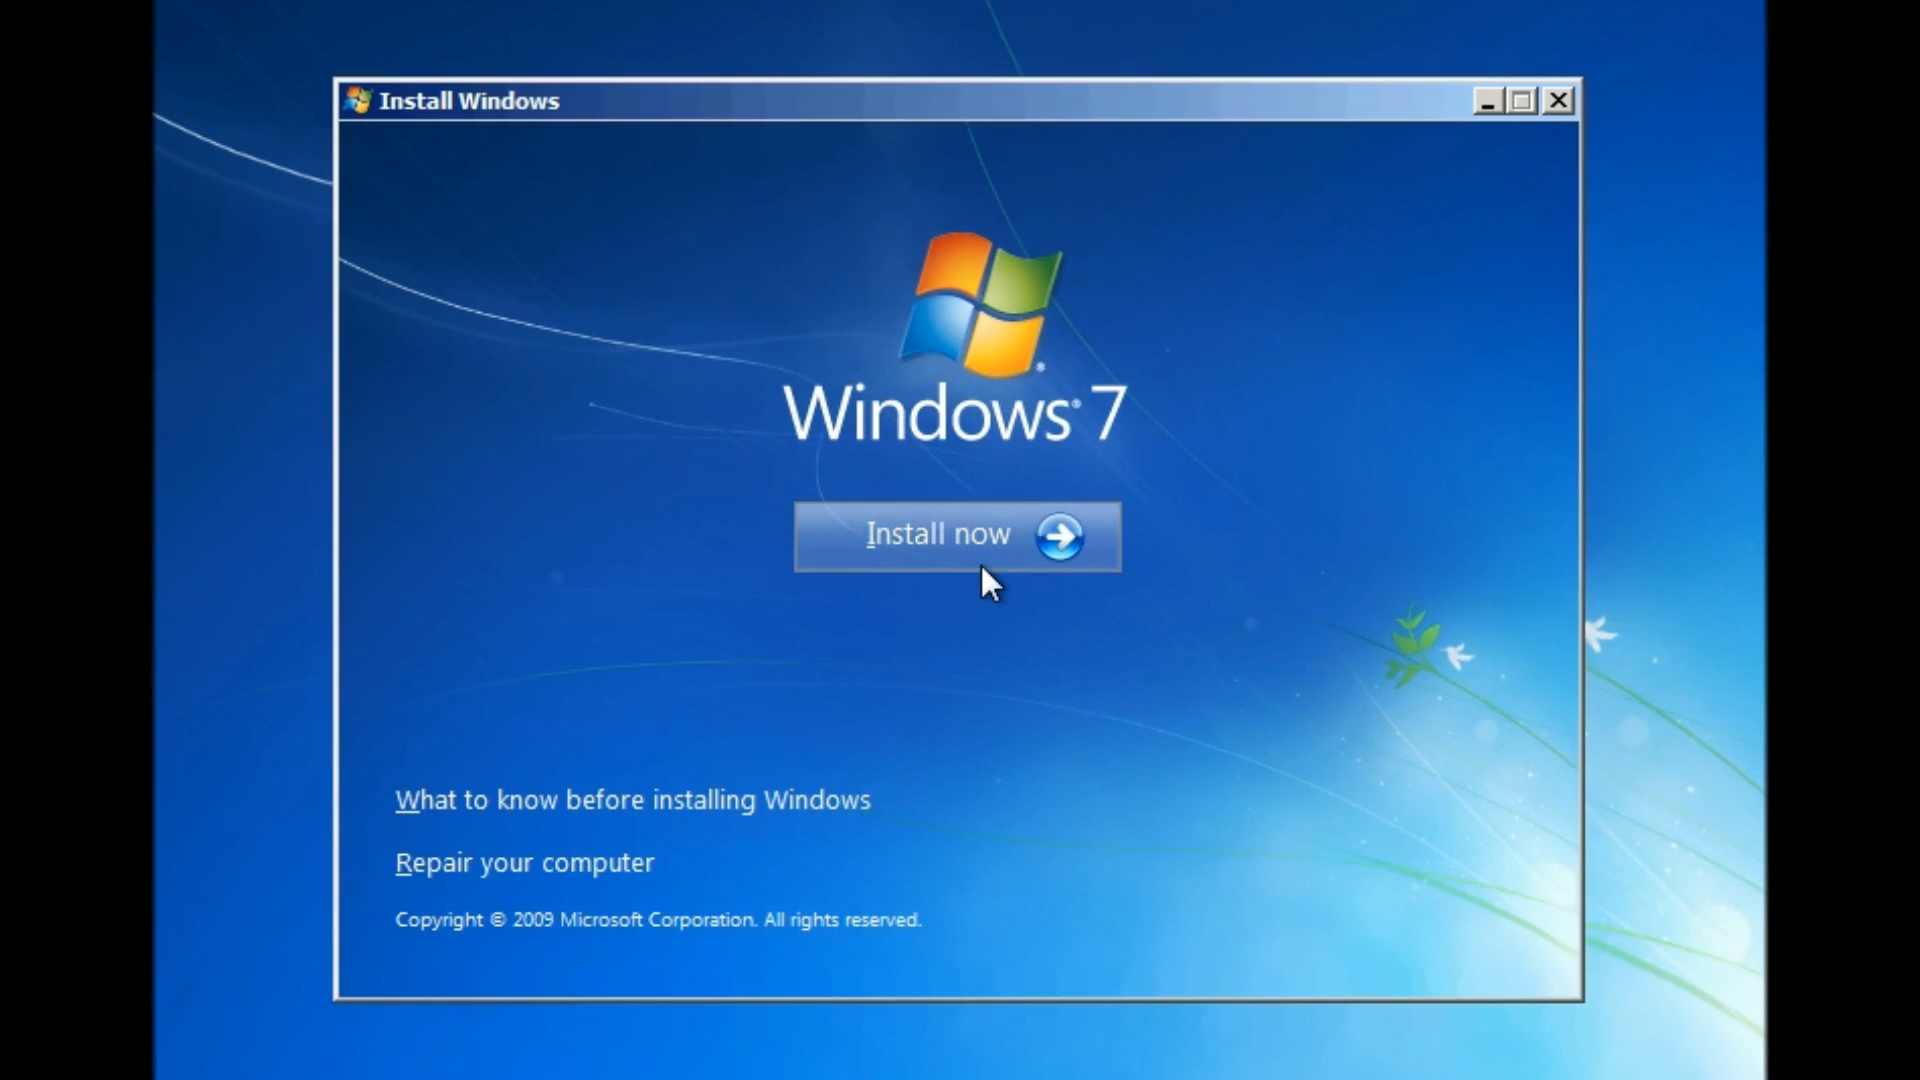 Install Windows
Windows® 7
Install now
What to know before installing Windows
Repair your computer
Copyright © 2009 Microsoft Corporation. All rights reserved.